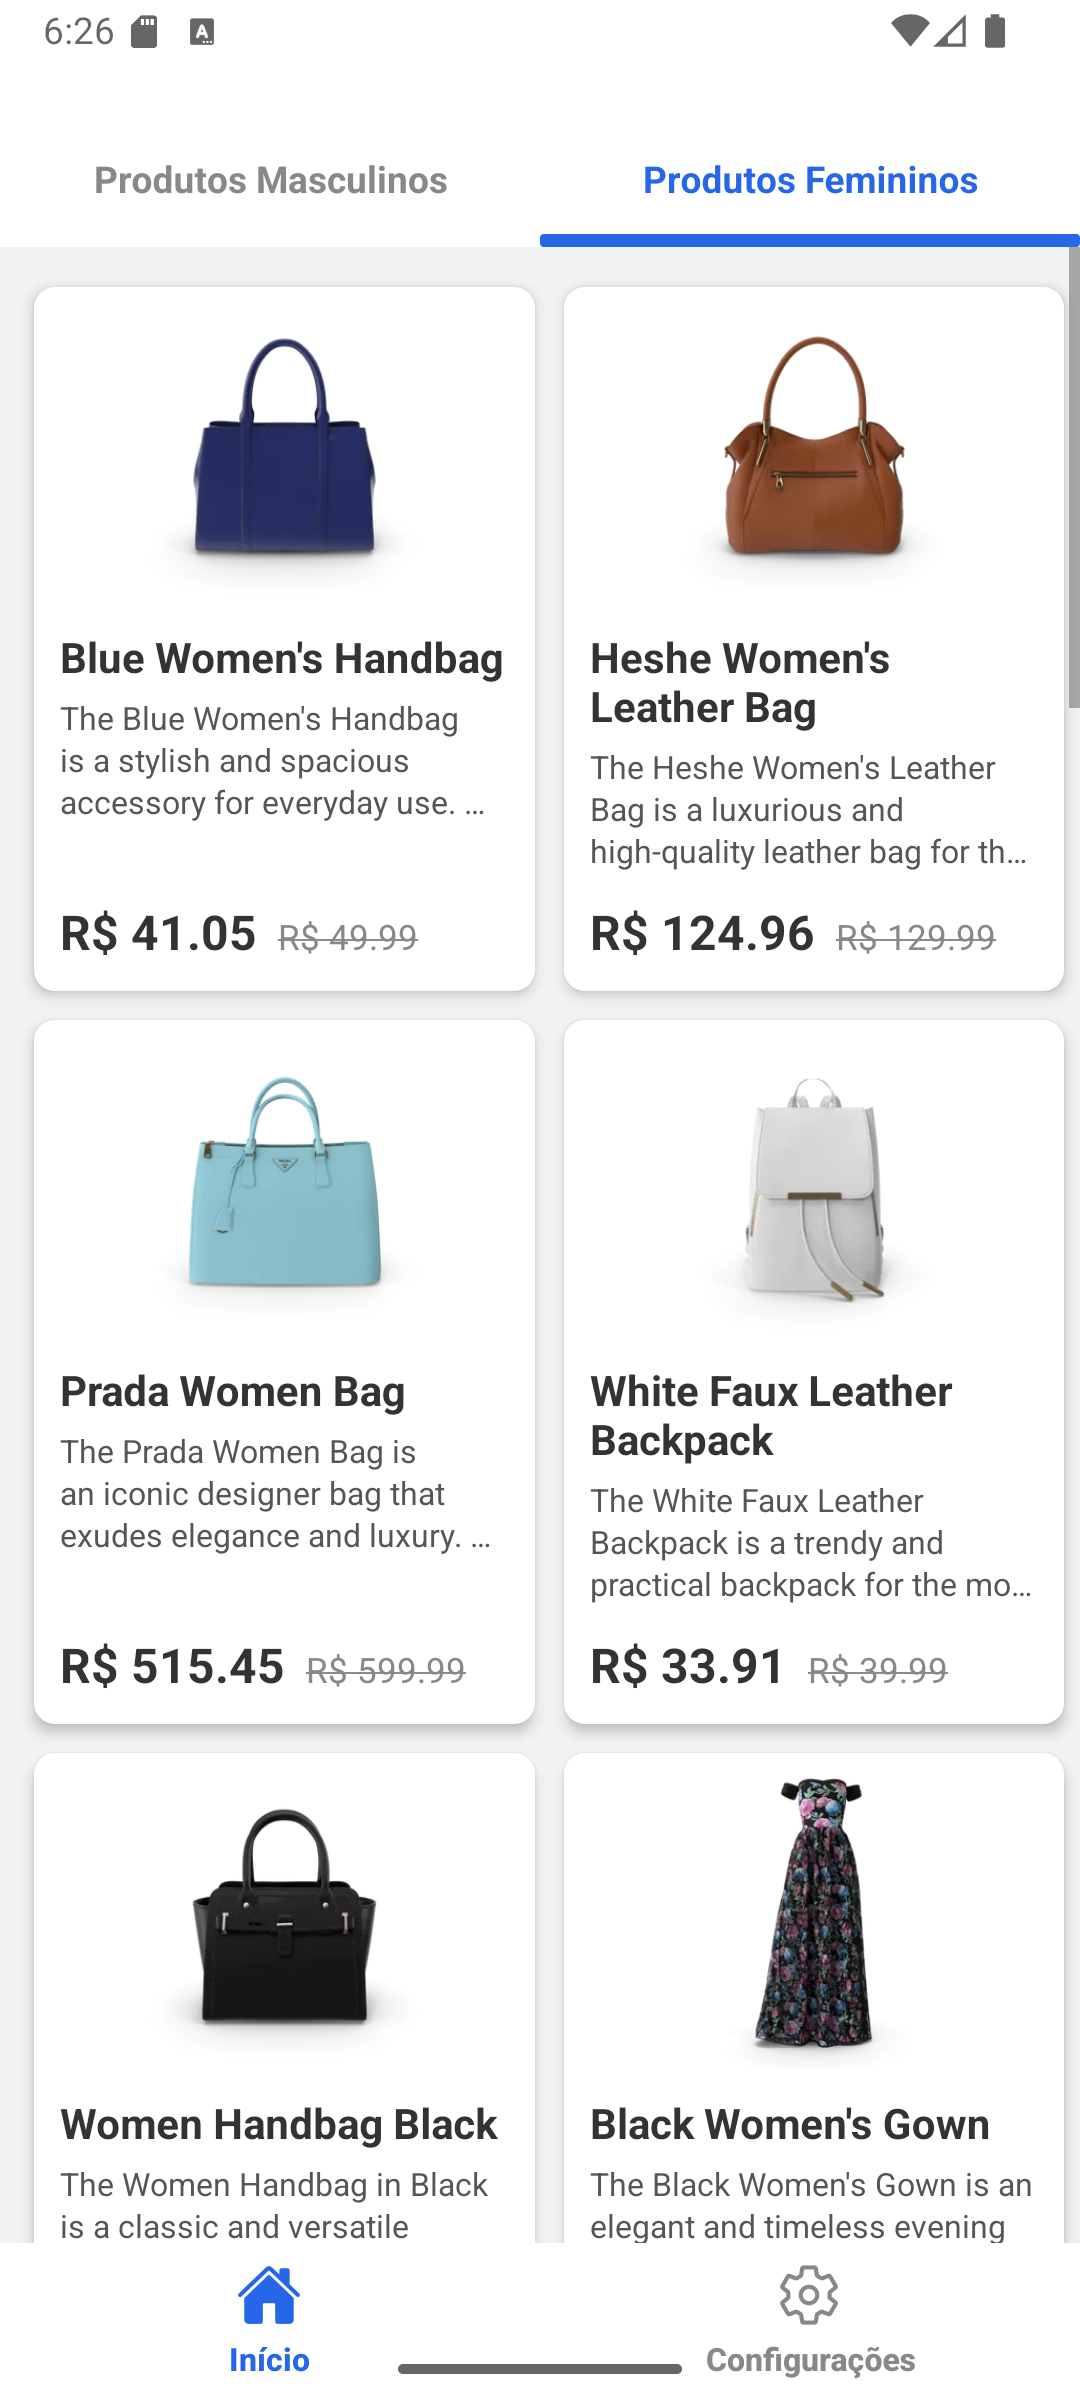 6:26
Produtos Masculinos
Produtos Femininos
Blue Women's Handbag
The Blue Women's Handbag
is a stylish and spacious
accessory for everyday use. ...
R$ 41.05 R$ 49.99
Heshe Women's
Leather Bag
The Heshe Women's Leather
Bag is a luxurious and
high-quality leather bag for th...
R$ 124.96 R$ 129.99
Prada Women Bag
The Prada Women Bag is
an iconic designer bag that
exudes elegance and luxury. ...
R$ 515.45 R$ 599.99
White Faux Leather
Backpack
The White Faux Leather
Backpack is a trendy and
practical backpack for the mo...
R$ 33.91 R$ 39.99
Women Handbag Black
The Women Handbag in Black
is a classic and versatile
Black Women's Gown
The Black Women's Gown is an
elegant and timeless evening
Início
Configurações